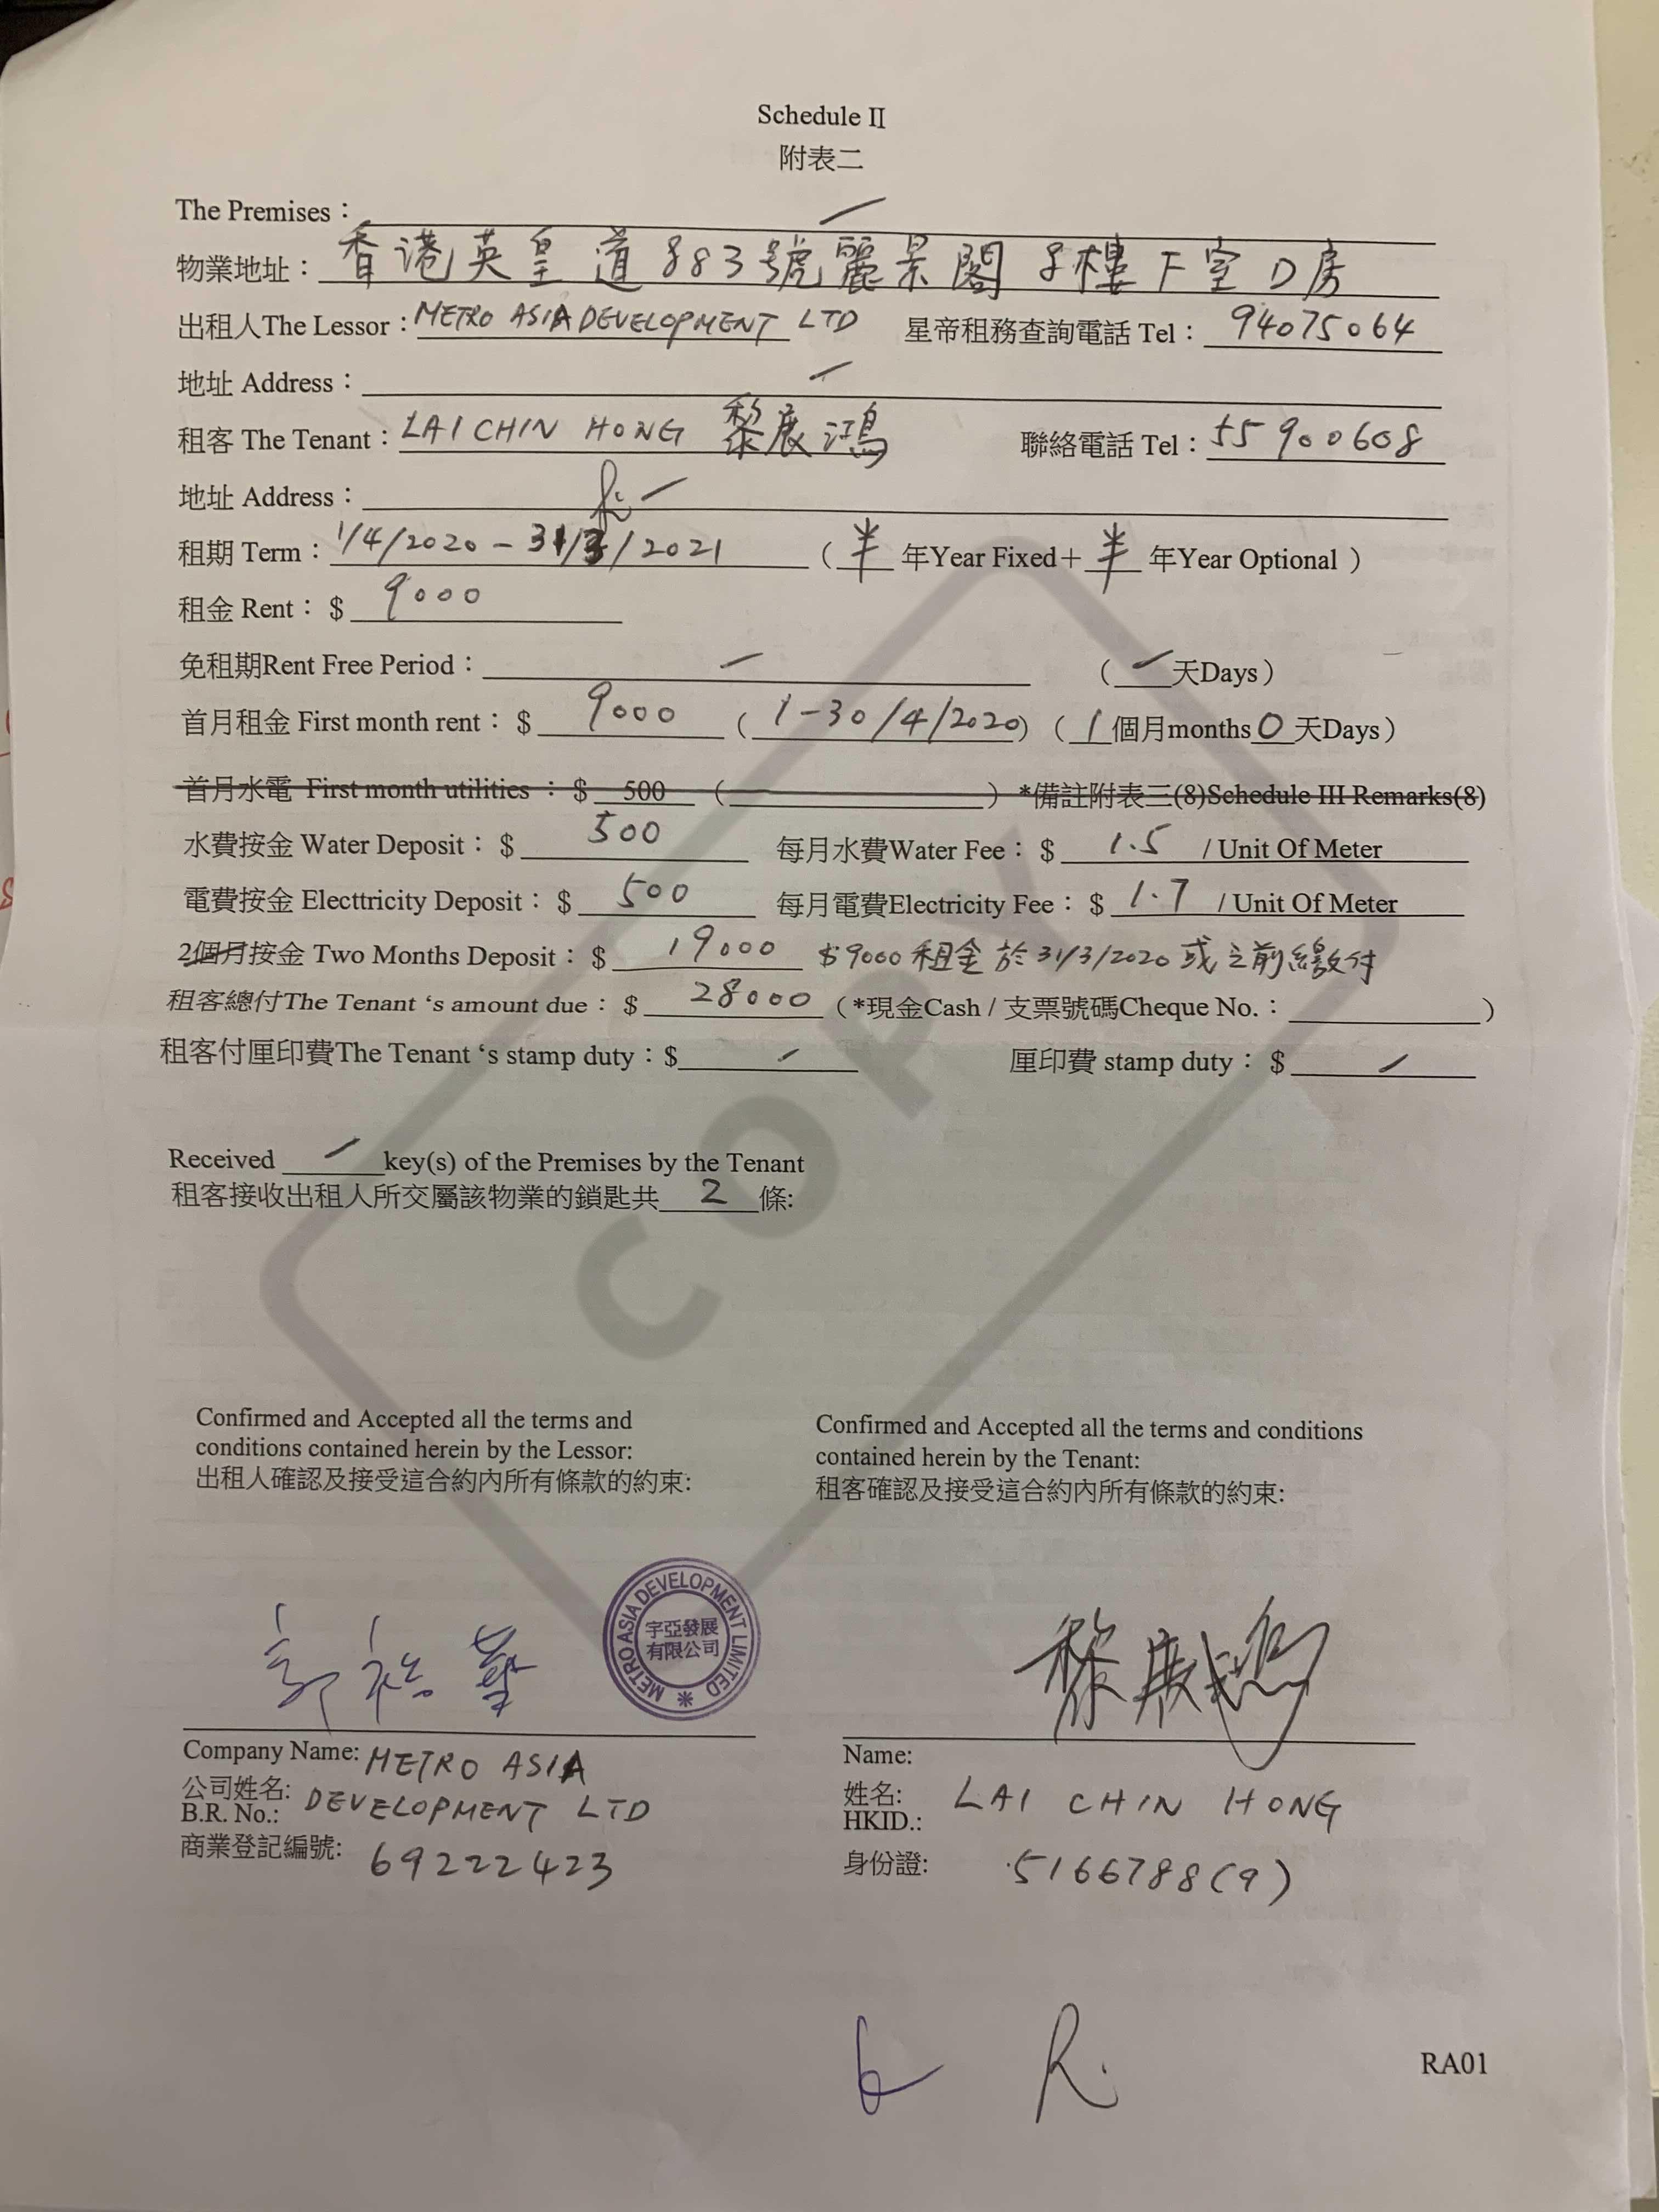 Schedule II
附表二
The Premises：
物業地址：香港英皇道883號麗景閣8樓F室D房
出租人The Lessor：METRO ASIA DEVELOPMENT LTD 星帝租務查詢電話 Tel：94075064
地址 Address：
租客 The Tenant：LAI CHIN HONG 黎展鴻 聯絡電話 Tel：55900608
地址 Address：
租期 Term：1/4/2020 - 31/3/2021 (半 年Year Fixed＋半 年Year Optional)
租金 Rent：$ 9000
免租期Rent Free Period： (天Days)
首月租金 First month rent：$ 9000 (1-30/4/2020) (1個月months 0 天Days)
首月水電 First month utilities：$ 500 ( ) *備註附表三(8)Schedule III Remarks(8)
水費按金 Water Deposit：$ 500 每月水費Water Fee：$ 1.5 / Unit Of Meter
電費按金 Electtricity Deposit：$ 500 每月電費Electricity Fee：$ 1.7 / Unit Of Meter
2個月按金 Two Months Deposit：$ 19000 $9000租金於31/3/2020或之前繳付
租客總付The Tenant ‘s amount due：$ 28000 (*現金Cash / 支票號碼Cheque No.： )
租客付厘印費The Tenant ‘s stamp duty：$ 厘印費 stamp duty：$
Received key(s) of the Premises by the Tenant
租客接收出租人所交屬該物業的鎖匙共 2 條:
COPY
Confirmed and Accepted all the terms and
conditions contained herein by the Lessor:
出租人確認及接受這合約內所有條款的約束:
Confirmed and Accepted all the terms and conditions
contained herein by the Tenant:
租客確認及接受這合約內所有條款的約束:
METRO ASIA DEVELOPMENT LIMITED
宇亞發展
有限公司
黎展鴻
Company Name: METRO ASIA
公司姓名: DEVELOPMENT LTD
B.R. No.:
商業登記編號: 69222423
Name:
姓名: LAI CHIN HONG
HKID.:
身份證: 5166788(9)
RA01